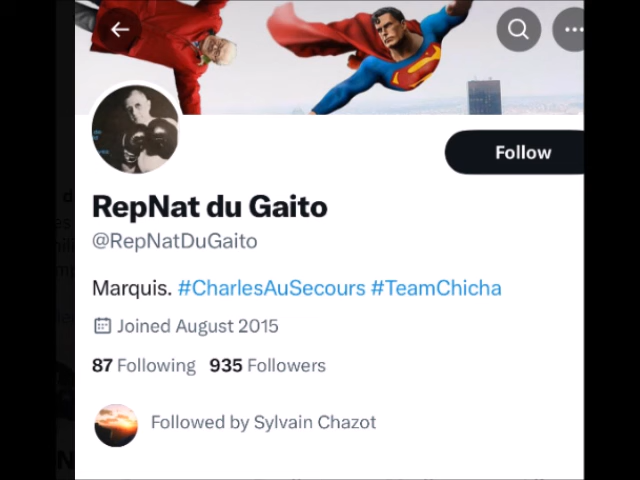 Follow
RepNat du Gaito
@RepNatDuGaito
Marquis. #CharlesAuSecours #TeamChicha
Joined August 2015
87 Following 935 Followers
Followed by Sylvain Chazot